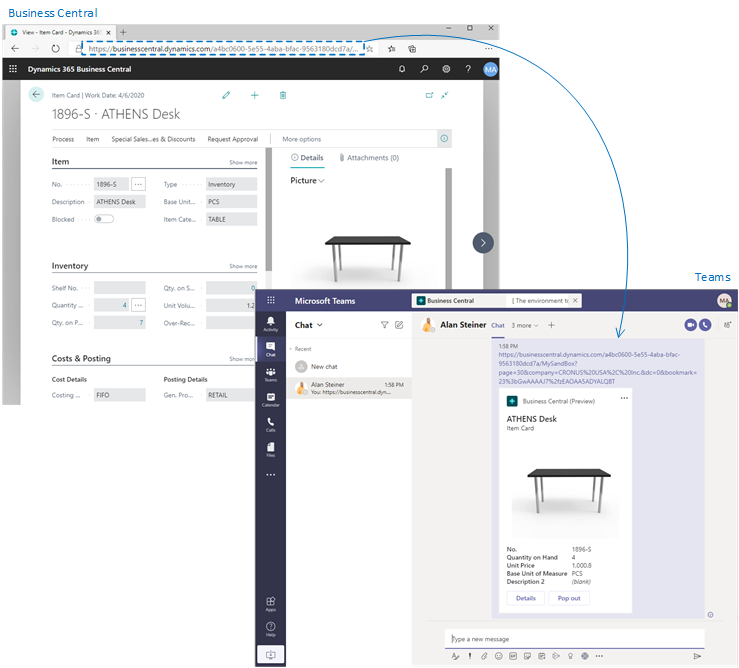 Business Central
View - Item Card - Dynamics 365
https://businesscentral.dynamics.com/a4bc0600-5e55-4aba-bfac-9563180dcd7a/...
Dynamics 365 Business Central
MA
Item Card | Work Date: 4/6/2020
1896-S · ATHENS Desk
Process Item Special Sales...es & Discounts Request Approval More options
Item Show more
Details Attachments (0)
Picture
No. 1896-S Type Inventory
Description ATHENS Desk Base Unit... PCS
Blocked Item Cate... TABLE
Inventory Show more
Shelf No. Qty. on S... 0
Quantity ... 4 Unit Volu... 1.2
Qty. on P... 7 Over-Rec...
Costs & Posting Show more
Cost Details Posting Details
Costing ... FIFO Gen. Pro... RETAIL
Teams
Microsoft Teams
Business Central [ The environment to
MA
Activity
Chat
Teams
Calendar
Calls
Files
Apps
Help
Chat
Recent
New chat
Alan Steiner 1:58 PM
You: https://businesscentral.dyn...
Alan Steiner Chat 3 more
1:58 PM
https://businesscentral.dynamics.com/a4bc0600-5e55-4aba-bfac-
9563180dcd7a/MySandBox?
page=30&company=CRONUS%20USA%2C%20Inc.&dc=0&bookmark=
Business Central (Preview)
ATHENS Desk
Item Card
No. 1896-S
Quantity on Hand 4
Unit Price 1,000.8
Base Unit of Measure PCS
Description 2 (blank)
Details Pop out
Type a new message